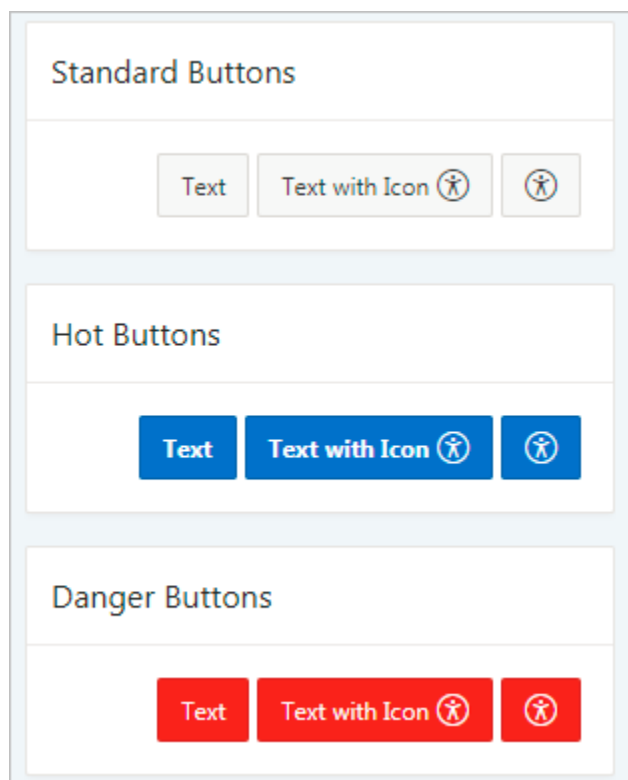 Standard Buttons
Text Text with Icon
Hot Buttons
Text Text with Icon
Danger Buttons
Text Text with Icon